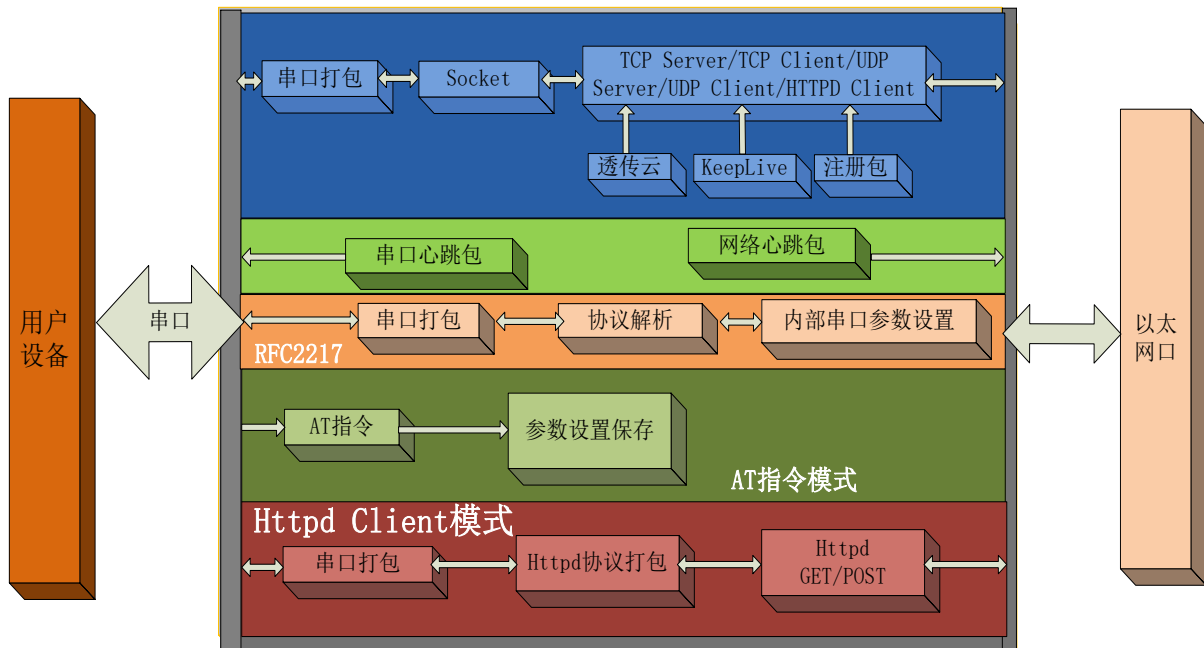 串口打包
Socket
TCP Server/TCP Client/UDP
Server/UDP Client/HTTPD Client
透传云
KeepLive
注册包
串口心跳包
网络心跳包
用户
设备
串口
串口打包
协议解析
内部串口参数设置
RFC2217
以太
网口
AT指令
参数设置保存
AT指令模式
Httpd Client模式
串口打包
Httpd协议打包
Httpd
GET/POST